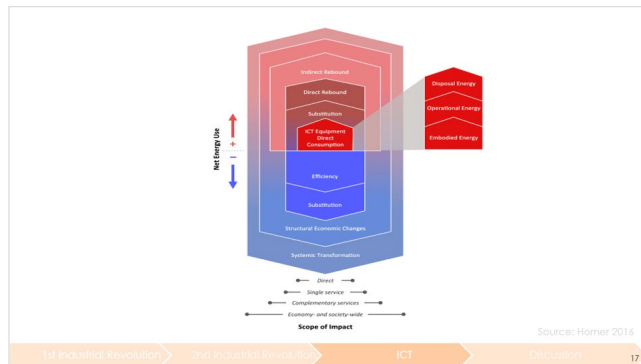 Indirect Rebound
Direct Rebound
Substitution
ICT Equipment
Direct
Consumption
Disposal Energy
Operational Energy
Embodied Energy
Net Energy Use
+
−
Efficiency
Substitution
Structural Economic Changes
Systemic Transformation
Direct
Single service
Complementary services
Economy- and society-wide
Scope of Impact
Source: Horner 2016
1st Industrial Revolution
2nd Industrial Revolution
ICT
Discussion
17